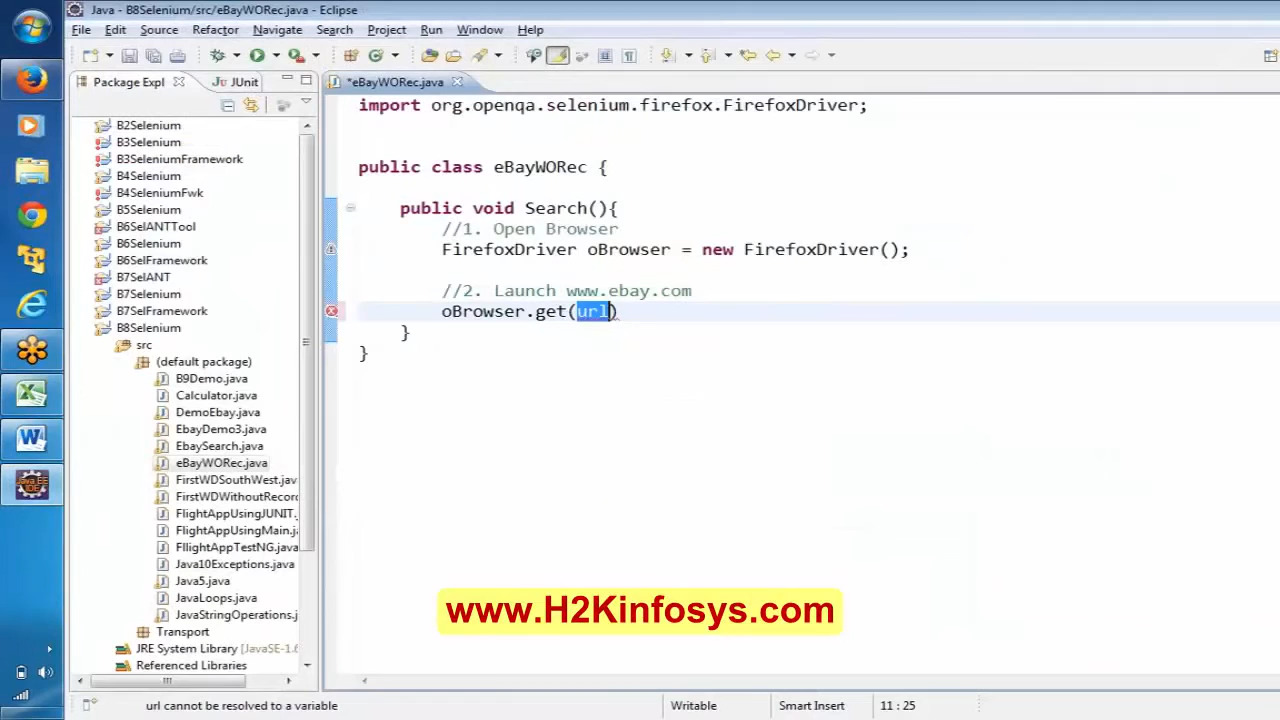 Java - B8Selenium/src/eBayWORec.java - Eclipse
File Edit Source Refactor Navigate Search Project Run Window Help
Package Expl
JUnit
*eBayWORec.java
B2Selenium
B3Selenium
B3SeleniumFramework
B4Selenium
B4SeleniumFwk
B5Selenium
B6SelANTTool
B6Selenium
B6SelFramework
B7SelANT
B7Selenium
B7SelFramework
B8Selenium
src
(default package)
B9Demo.java
Calculator.java
DemoEbay.java
EbayDemo3.java
EbaySearch.java
eBayWORec.java
FirstWDSouthWest.jav
FirstWDWithoutRecord
FlightAppUsingJUNIT.
FlightAppUsingMain.ja
FllightAppTestNG.java
Java10Exceptions.java
Java5.java
JavaLoops.java
JavaStringOperations.j
Transport
JRE System Library [JavaSE-1.6
Referenced Libraries
import org.openqa.selenium.firefox.FirefoxDriver;
public class eBayWORec {
public void Search(){
//1. Open Browser
FirefoxDriver oBrowser = new FirefoxDriver();
//2. Launch www.ebay.com
oBrowser.get(url)
}
}
www.H2Kinfosys.com
Java EE
IDE
url cannot be resolved to a variable
Writable
Smart Insert
11 : 25